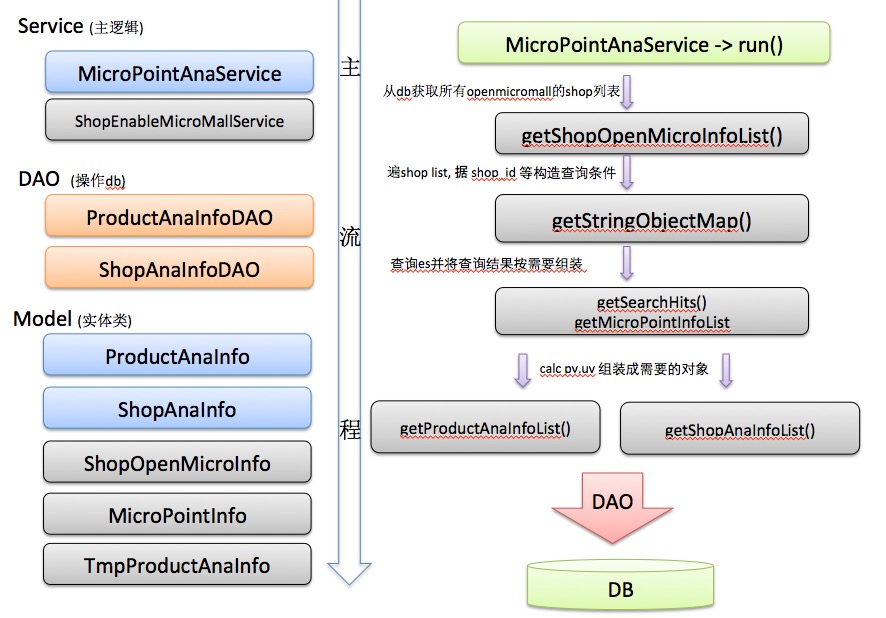 Service (主逻辑)
MicroPointAnaService
ShopEnableMicroMallService
DAO (操作db)
ProductAnaInfoDAO
ShopAnaInfoDAO
Model (实体类)
ProductAnaInfo
ShopAnaInfo
ShopOpenMicroInfo
MicroPointInfo
TmpProductAnaInfo
主
流
程
MicroPointAnaService -> run()
从db获取所有openmicromall的shop列表
getShopOpenMicroInfoList()
遍shop list, 据 shop_id 等构造查询条件
getStringObjectMap()
查询es并将查询结果按需要组装
getSearchHits()
getMicroPointInfoList
calc pv,uv 组装成需要的对象
getProductAnaInfoList()
getShopAnaInfoList()
DAO
DB